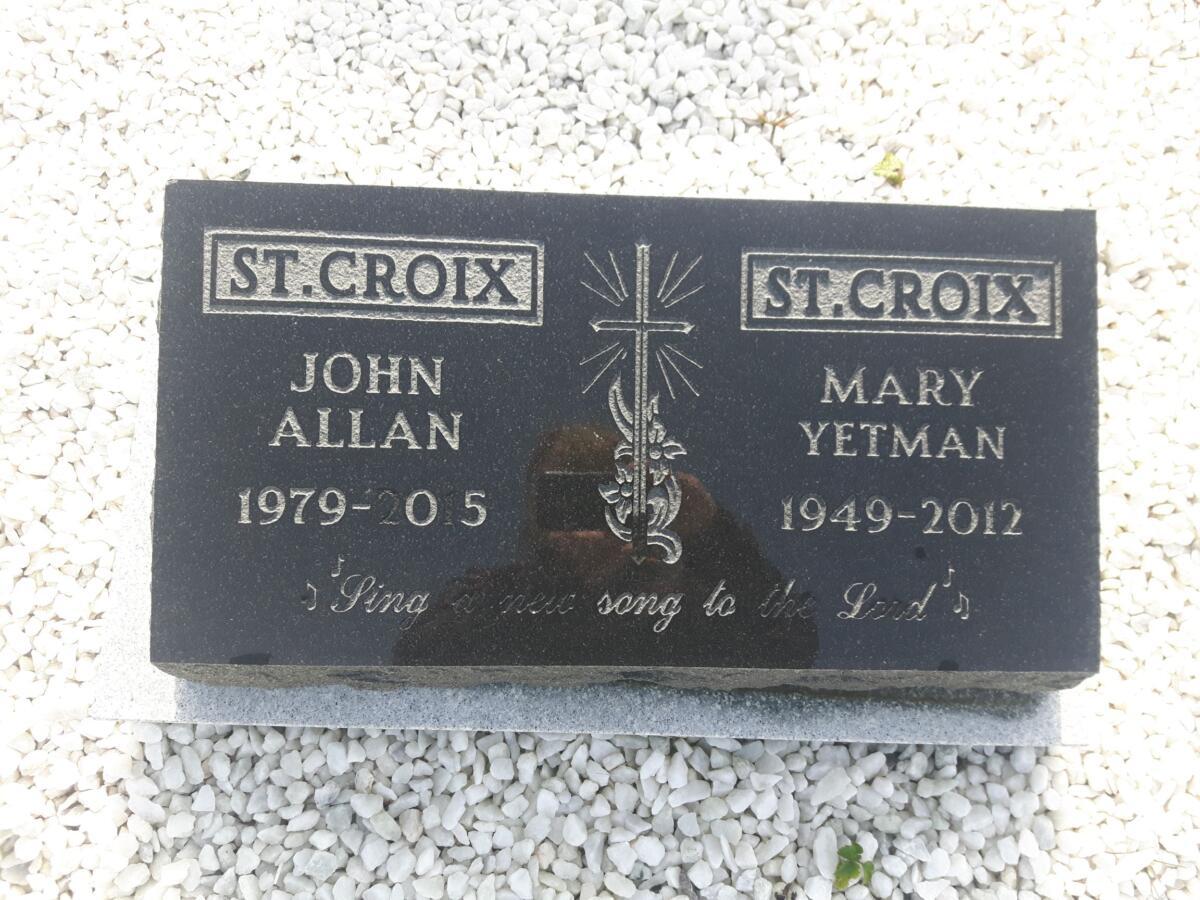 ST. CROIX
JOHN
ALLAN
1979-2015
ST. CROIX
MARY
YETMAN
1949-2012
Sing a new song to the Lord